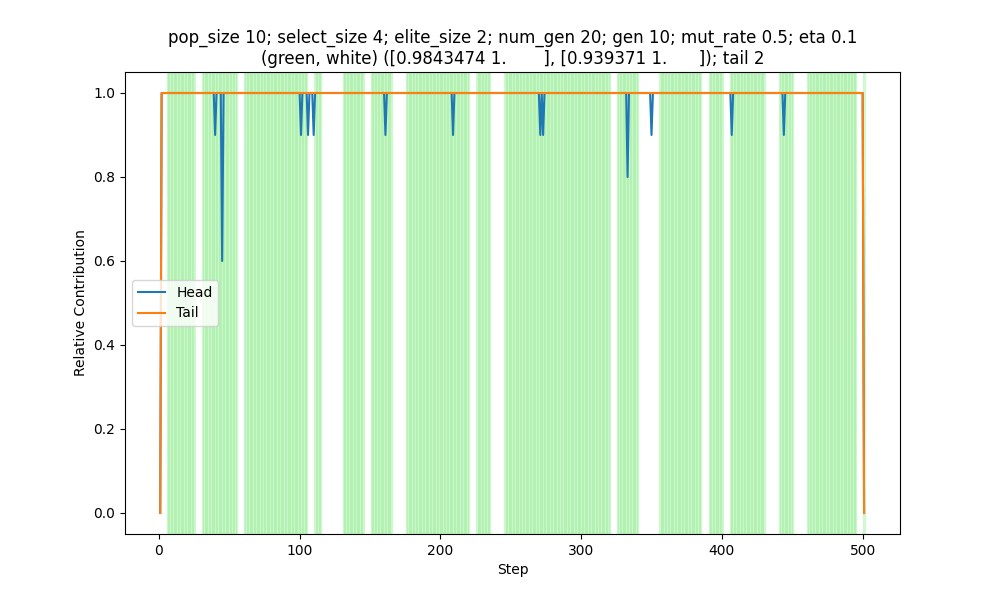 pop_size 10; select_size 4; elite_size 2; num_gen 20; gen 10; mut_rate 0.5; eta 0.1
(green, white) ([0.9843474 1.       ], [0.939371 1.      ]); tail 2
1.0
0.8
0.6
0.4
0.2
0.0
Relative Contribution
Head
Tail
0
100
200
300
400
500
Step